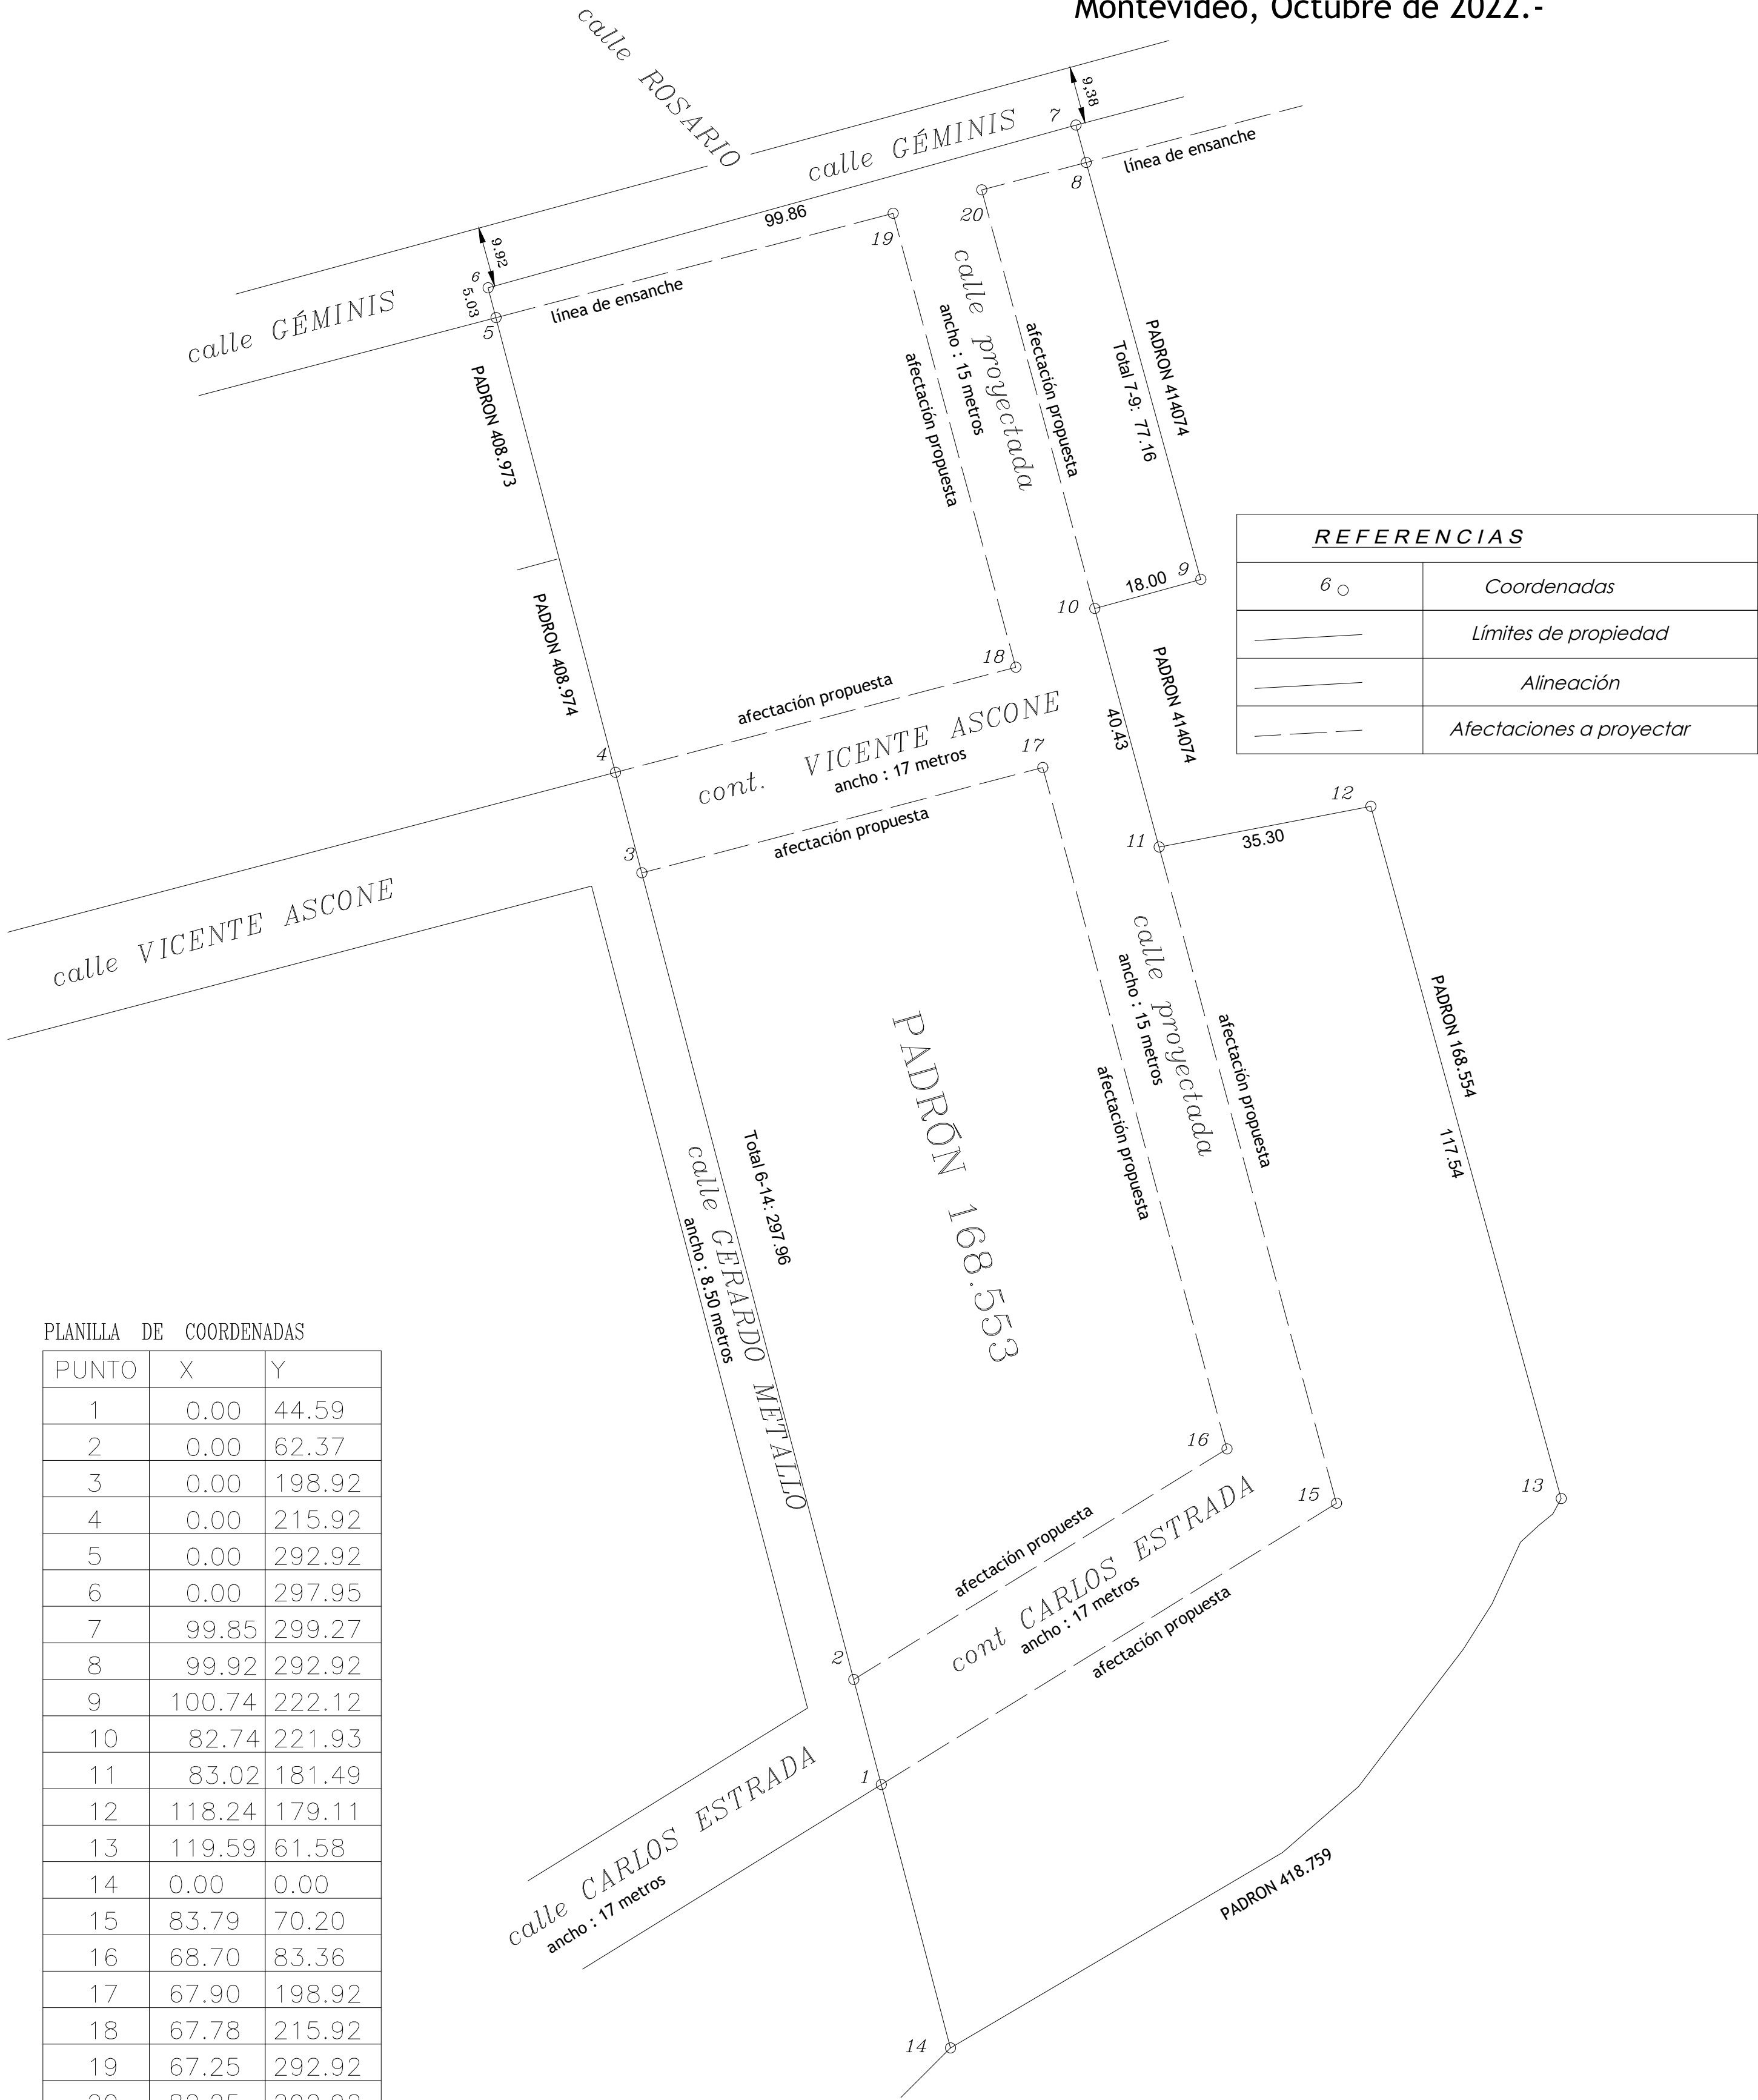 Montevideo, Octubre de 2022.-
calle ROSARIO
9,38
7
calle GÉMINIS
línea de ensanche
8
99.86
20
19
9.92
6
5.03
5
línea de ensanche
calle GÉMINIS
calle proyectada
ancho : 15 metros
afectación propuesta
afectación propuesta
PADRON 414074
Total 7-9: 77.16
PADRON 408.973
REFERENCIAS
6 Coordenadas
Límites de propiedad
Alineación
Afectaciones a proyectar
9
18.00
10
PADRON 408.974
18
afectación propuesta
PADRON 414074
40.43
cont. VICENTE ASCONE
ancho : 17 metros
17
4
afectación propuesta
3
12
11
35.30
calle VICENTE ASCONE
calle proyectada
ancho : 15 metros
afectación propuesta
afectación propuesta
PADRON 168.554
117.54
PADRÓN 168.553
Total 6-14: 297.96
calle GERARDO METALLO
ancho : 8.50 metros
16
15
13
afectación propuesta
cont CARLOS ESTRADA
ancho : 17 metros
afectación propuesta
2
1
calle CARLOS ESTRADA
ancho : 17 metros
PADRON 418.759
14
PLANILLA DE COORDENADAS
PUNTO X Y
1 0.00 44.59
2 0.00 62.37
3 0.00 198.92
4 0.00 215.92
5 0.00 292.92
6 0.00 297.95
7 99.85 299.27
8 99.92 292.92
9 100.74 222.12
10 82.74 221.93
11 83.02 181.49
12 118.24 179.11
13 119.59 61.58
14 0.00 0.00
15 83.79 70.20
16 68.70 83.36
17 67.90 198.92
18 67.78 215.92
19 67.25 292.92